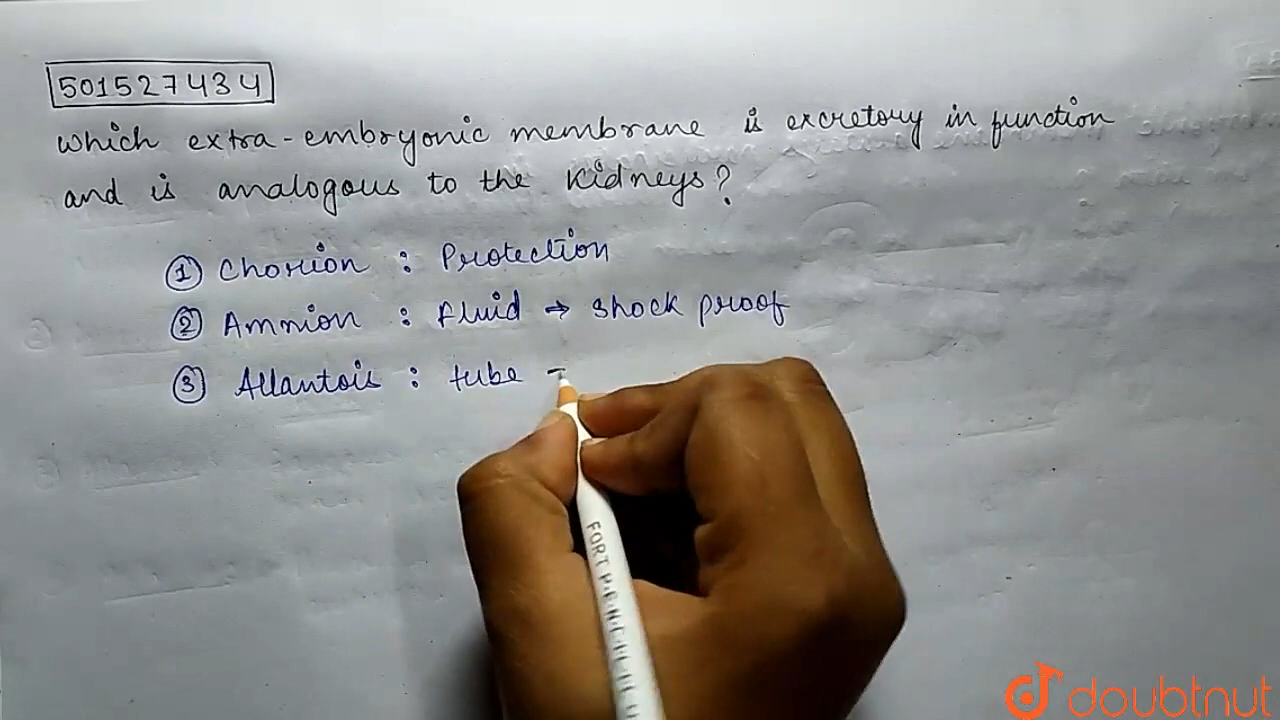 501527434
Which extra-embryonic membrane is excretory in function
and is analogous to the kidneys?
① Chorion : Protection
② Amnion : fluid → shock proof
③ Allantois : tube
doubtnut